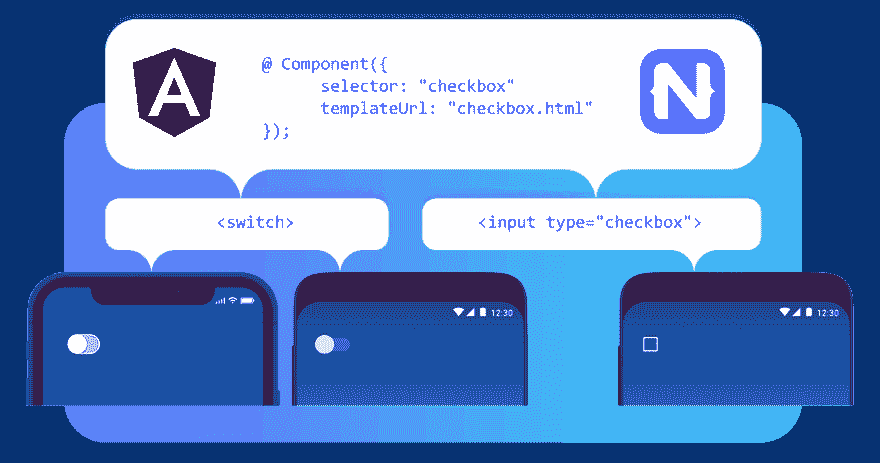 @ Component({
selector: "checkbox"
templateUrl: "checkbox.html"
});
<switch>
<input type="checkbox">
12:30
12:30